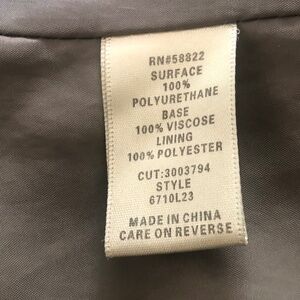 RN#58822
SURFACE
100%
POLYURETHANE
BASE
100% VISCOSE
LINING
100% POLYESTER
CUT:3003794
STYLE
6710L23
MADE IN CHINA
CARE ON REVERSE